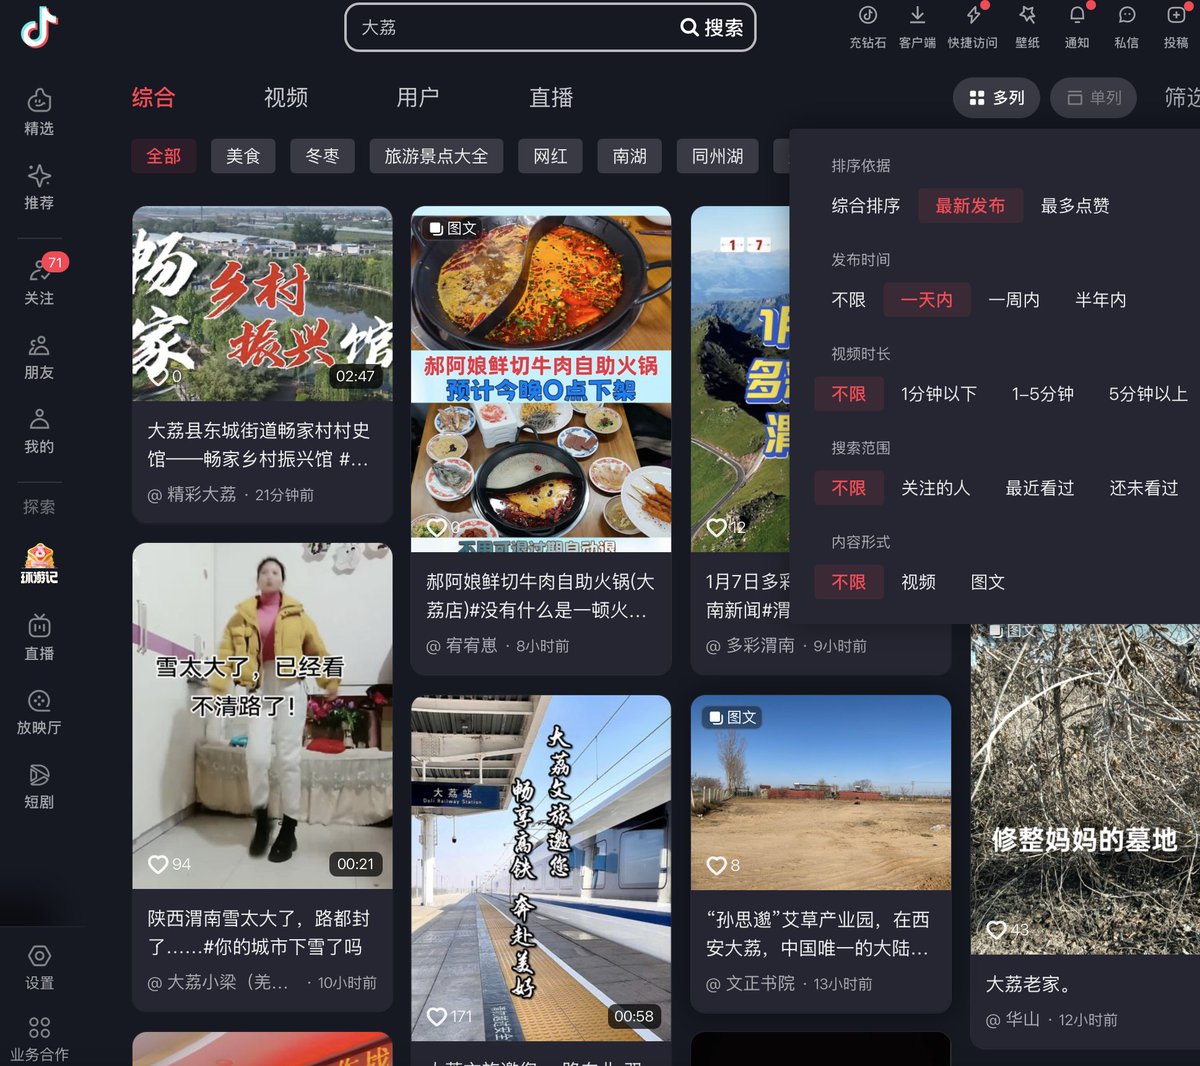 大荔
搜索
充钻石
客户端
快捷访问
壁纸
通知
私信
投稿
精选
推荐
71
关注
朋友
我的
探索
环游记
直播
放映厅
短剧
设置
业务合作
综合
视频
用户
直播
多列
单列
筛选
全部
美食
冬枣
旅游景点大全
网红
南湖
同州湖
排序依据
综合排序
最新发布
最多点赞
发布时间
不限
一天内
一周内
半年内
视频时长
不限
1分钟以下
1-5分钟
5分钟以上
搜索范围
不限
关注的人
最近看过
还未看过
内容形式
不限
视频
图文
畅家
乡村
振兴馆
0
02:47
大荔县东城街道畅家村村史
馆——畅家乡村振兴馆 #...
@ 精彩大荔 · 21分钟前
图文
郝阿娘鲜切牛肉自助火锅
预计今晚0点下架
不用可退过期自动退
0
郝阿娘鲜切牛肉自助火锅(大
荔店)#没有什么是一顿火...
@ 宥宥崽 · 8小时前
1 7
1月
多
渭
12
1月7日多彩
南新闻#渭
@ 多彩渭南 · 9小时前
雪太大了，已经看
不清路了！
94
00:21
陕西渭南雪太大了，路都封
了......#你的城市下雪了吗
@ 大荔小梁（羌... · 10小时前
大荔站
Dali Railway Station
大荔文旅邀您
畅享高铁 奔赴美好
171
00:58
图文
8
“孙思邈”艾草产业园，在西
安大荔，中国唯一的大陆...
@ 文正书院 · 13小时前
图文
修整妈妈的墓地
43
大荔老家。
@ 华山 · 12小时前